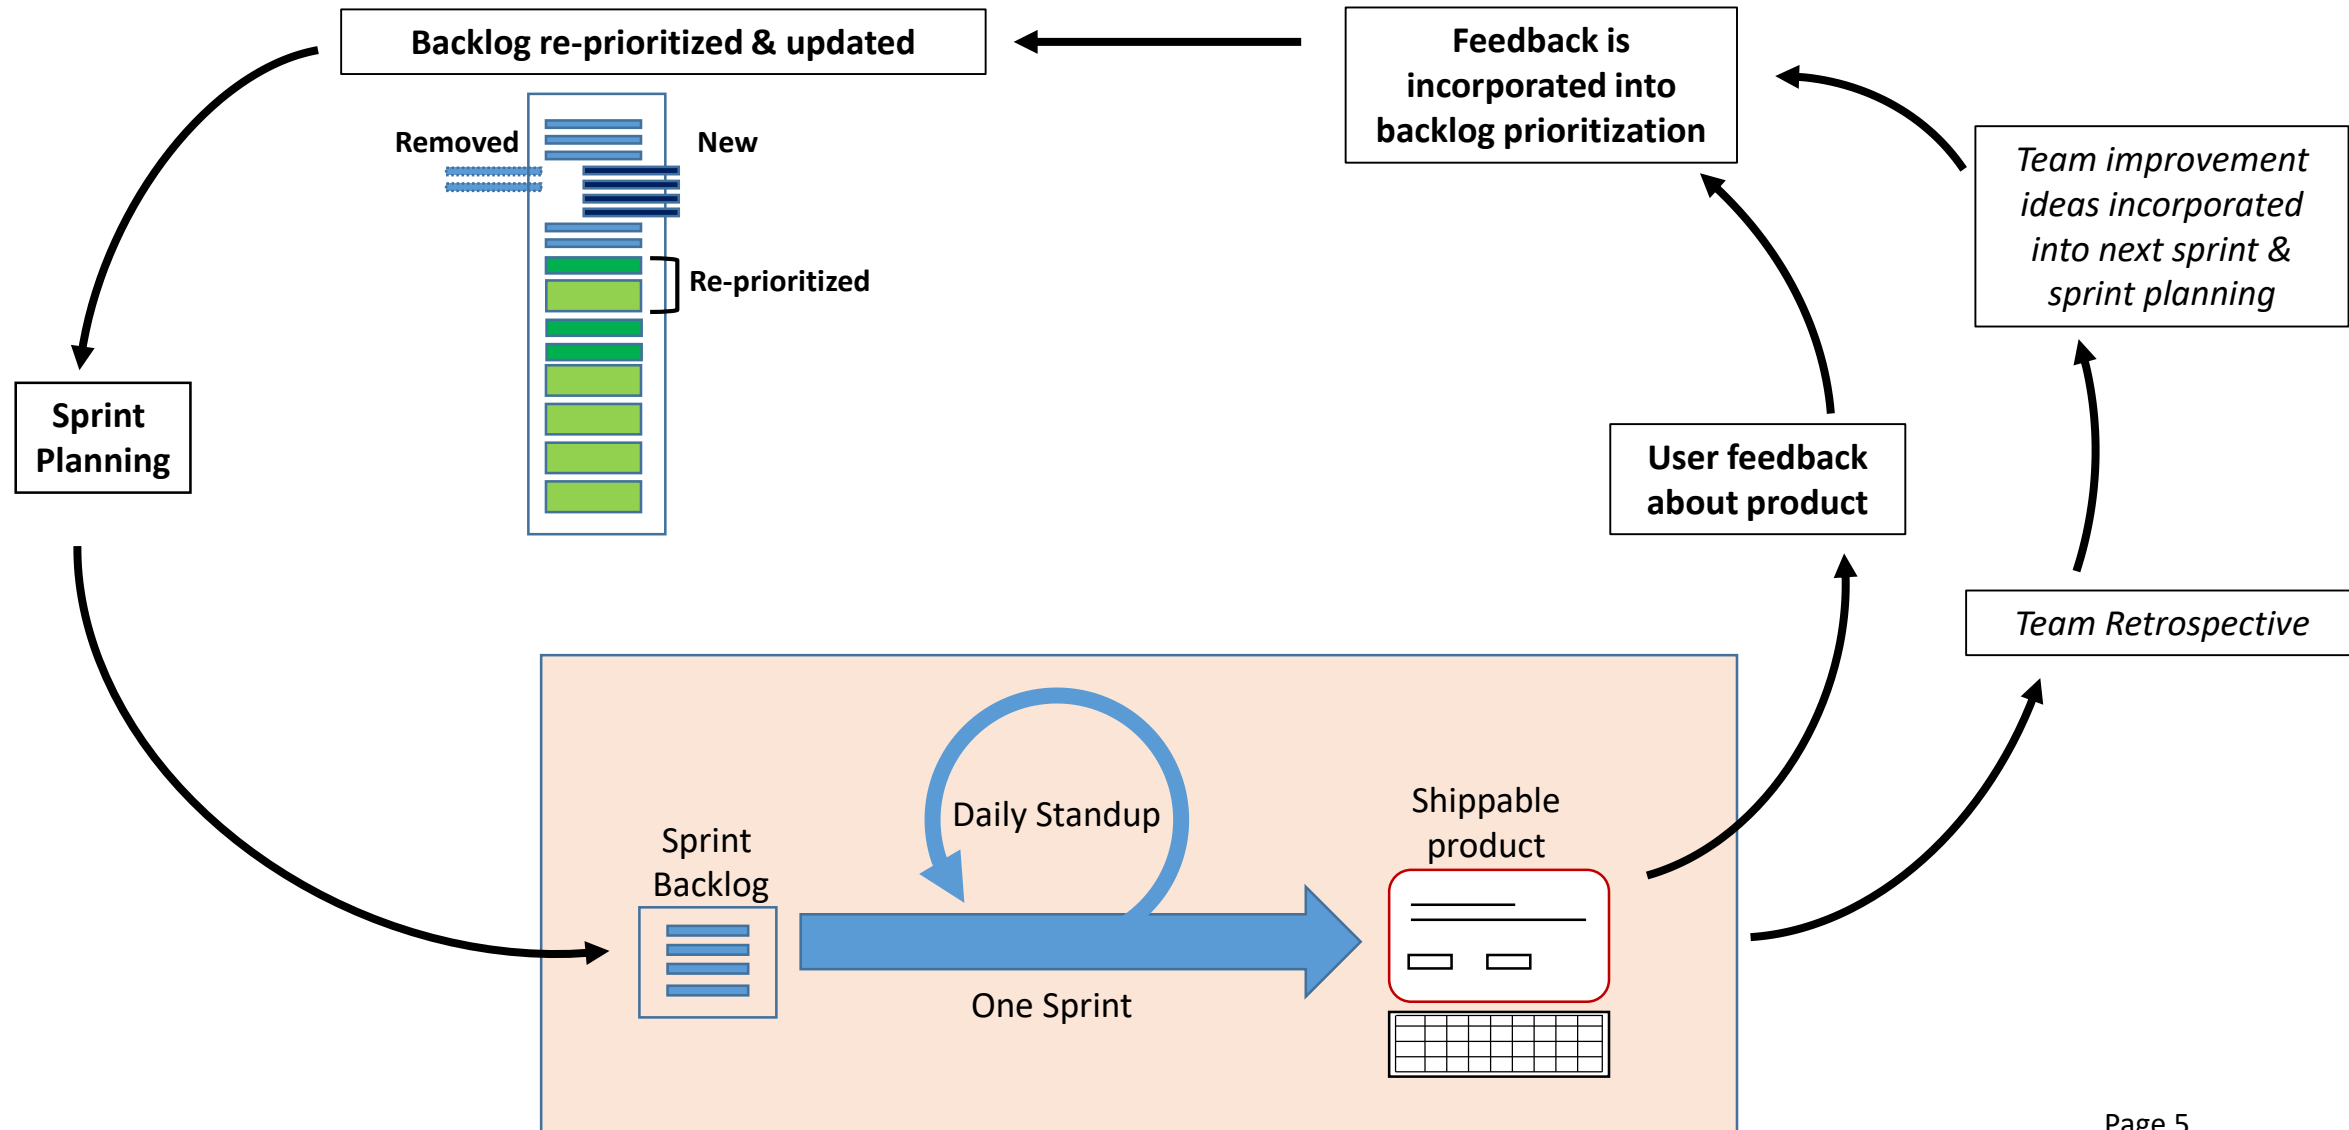 Backlog re-prioritized & updated
Feedback is
incorporated into
backlog prioritization
Removed
New
Re-prioritized
Team improvement
ideas incorporated
into next sprint &
sprint planning
Sprint
Planning
User feedback
about product
Team Retrospective
Daily Standup
Shippable
product
Sprint
Backlog
One Sprint
Page 5